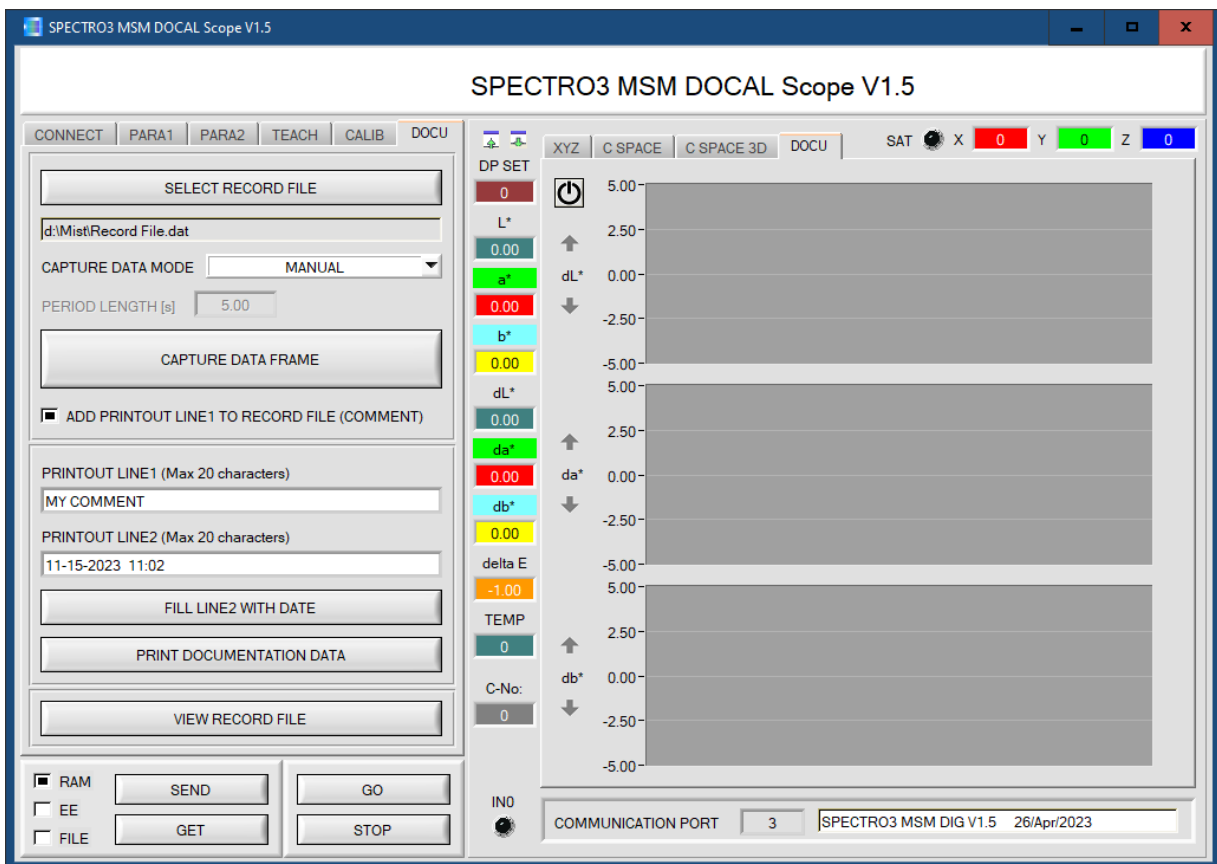 SPECTRO3 MSM DOCAL Scope V1.5
SPECTRO3 MSM DOCAL Scope V1.5
CONNECT PARA1 PARA2 TEACH CALIB DOCU
SELECT RECORD FILE
d:\Mist\Record File.dat
CAPTURE DATA MODE MANUAL
PERIOD LENGTH [s] 5.00
CAPTURE DATA FRAME
ADD PRINTOUT LINE1 TO RECORD FILE (COMMENT)
PRINTOUT LINE1 (Max 20 characters)
MY COMMENT
PRINTOUT LINE2 (Max 20 characters)
11-15-2023 11:02
FILL LINE2 WITH DATE
PRINT DOCUMENTATION DATA
VIEW RECORD FILE
RAM
EE
FILE
SEND
GET
GO
STOP
DP SET
0
L*
0.00
a*
0.00
b*
0.00
dL*
0.00
da*
0.00
db*
0.00
delta E
-1.00
TEMP
0
C-No:
0
IN0
XYZ C SPACE C SPACE 3D DOCU
SAT X 0 Y 0 Z 0
5.00
2.50
dL* 0.00
-2.50
-5.00
5.00
2.50
da* 0.00
-2.50
-5.00
5.00
2.50
db* 0.00
-2.50
-5.00
COMMUNICATION PORT 3 SPECTRO3 MSM DIG V1.5 26/Apr/2023